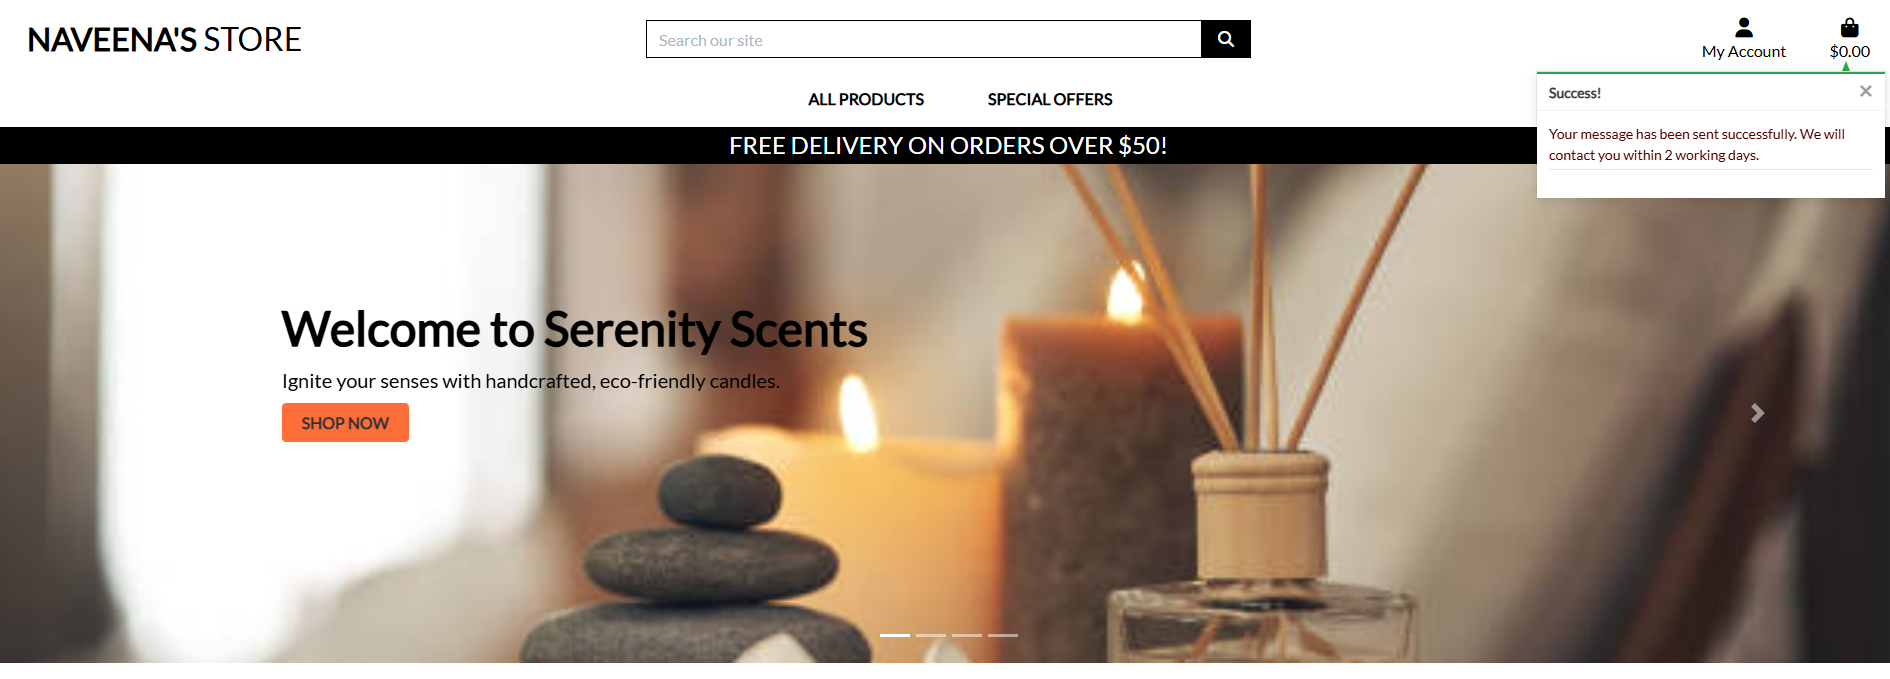 NAVEENA'S STORE
Search our site
My Account
$0.00
ALL PRODUCTS
SPECIAL OFFERS
Success!
×
Your message has been sent successfully. We will
contact you within 2 working days.
FREE DELIVERY ON ORDERS OVER $50!
Welcome to Serenity Scents
Ignite your senses with handcrafted, eco-friendly candles.
SHOP NOW